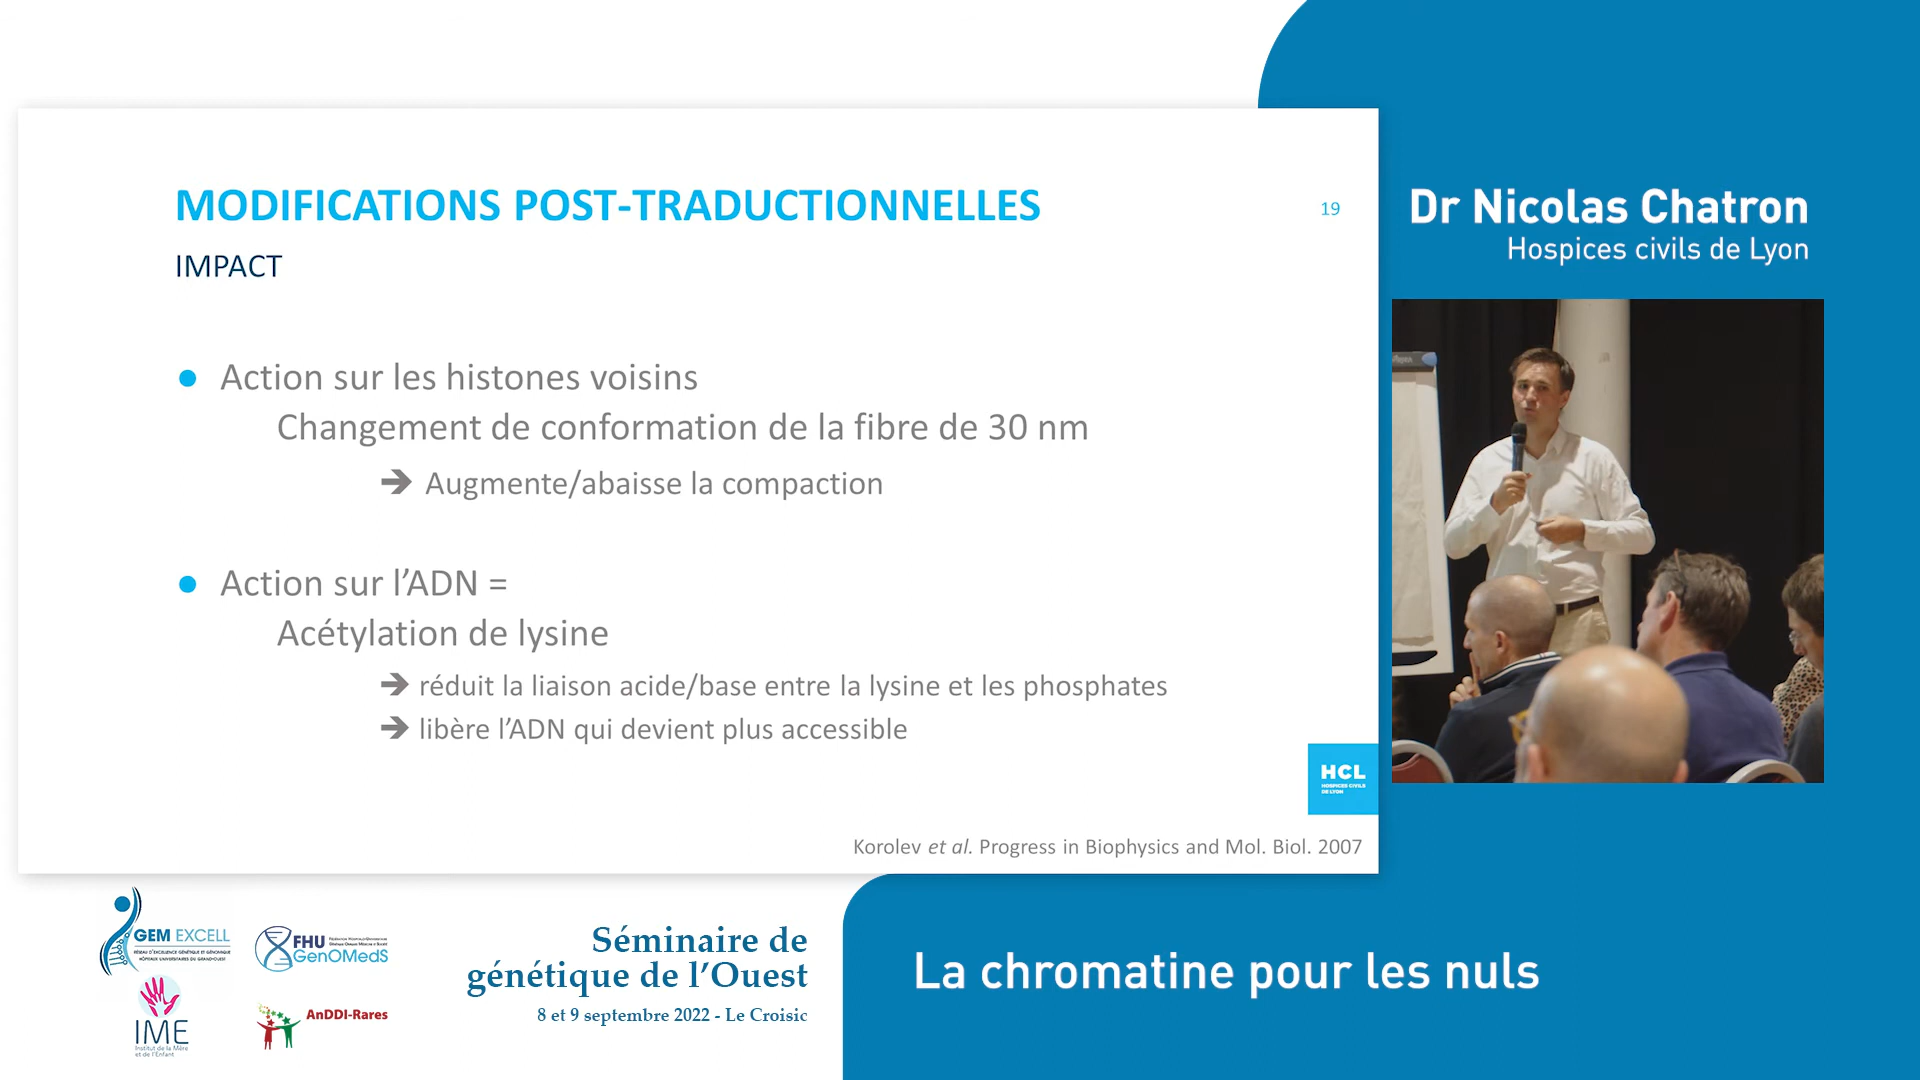 MODIFICATIONS POST-TRADUCTIONNELLES
19
IMPACT
● Action sur les histones voisins
Changement de conformation de la fibre de 30 nm
➔ Augmente/abaisse la compaction
● Action sur l’ADN =
Acétylation de lysine
➔ réduit la liaison acide/base entre la lysine et les phosphates
➔ libère l’ADN qui devient plus accessible
HCL
HOSPICES CIVILS
DE LYON
Korolev et al. Progress in Biophysics and Mol. Biol. 2007
Dr Nicolas Chatron
Hospices civils de Lyon
GEM EXCELL
RÉSEAU D'EXCELLENCE GÉNÉTIQUE ET GÉNOMIQUE
HÔPITAUX UNIVERSITAIRES DU GRAND OUEST
FHU
GenOMedS
IME
Institut de la Mère
et de l'Enfant
AnDDI-Rares
Séminaire de
génétique de l’Ouest
8 et 9 septembre 2022 - Le Croisic
La chromatine pour les nuls